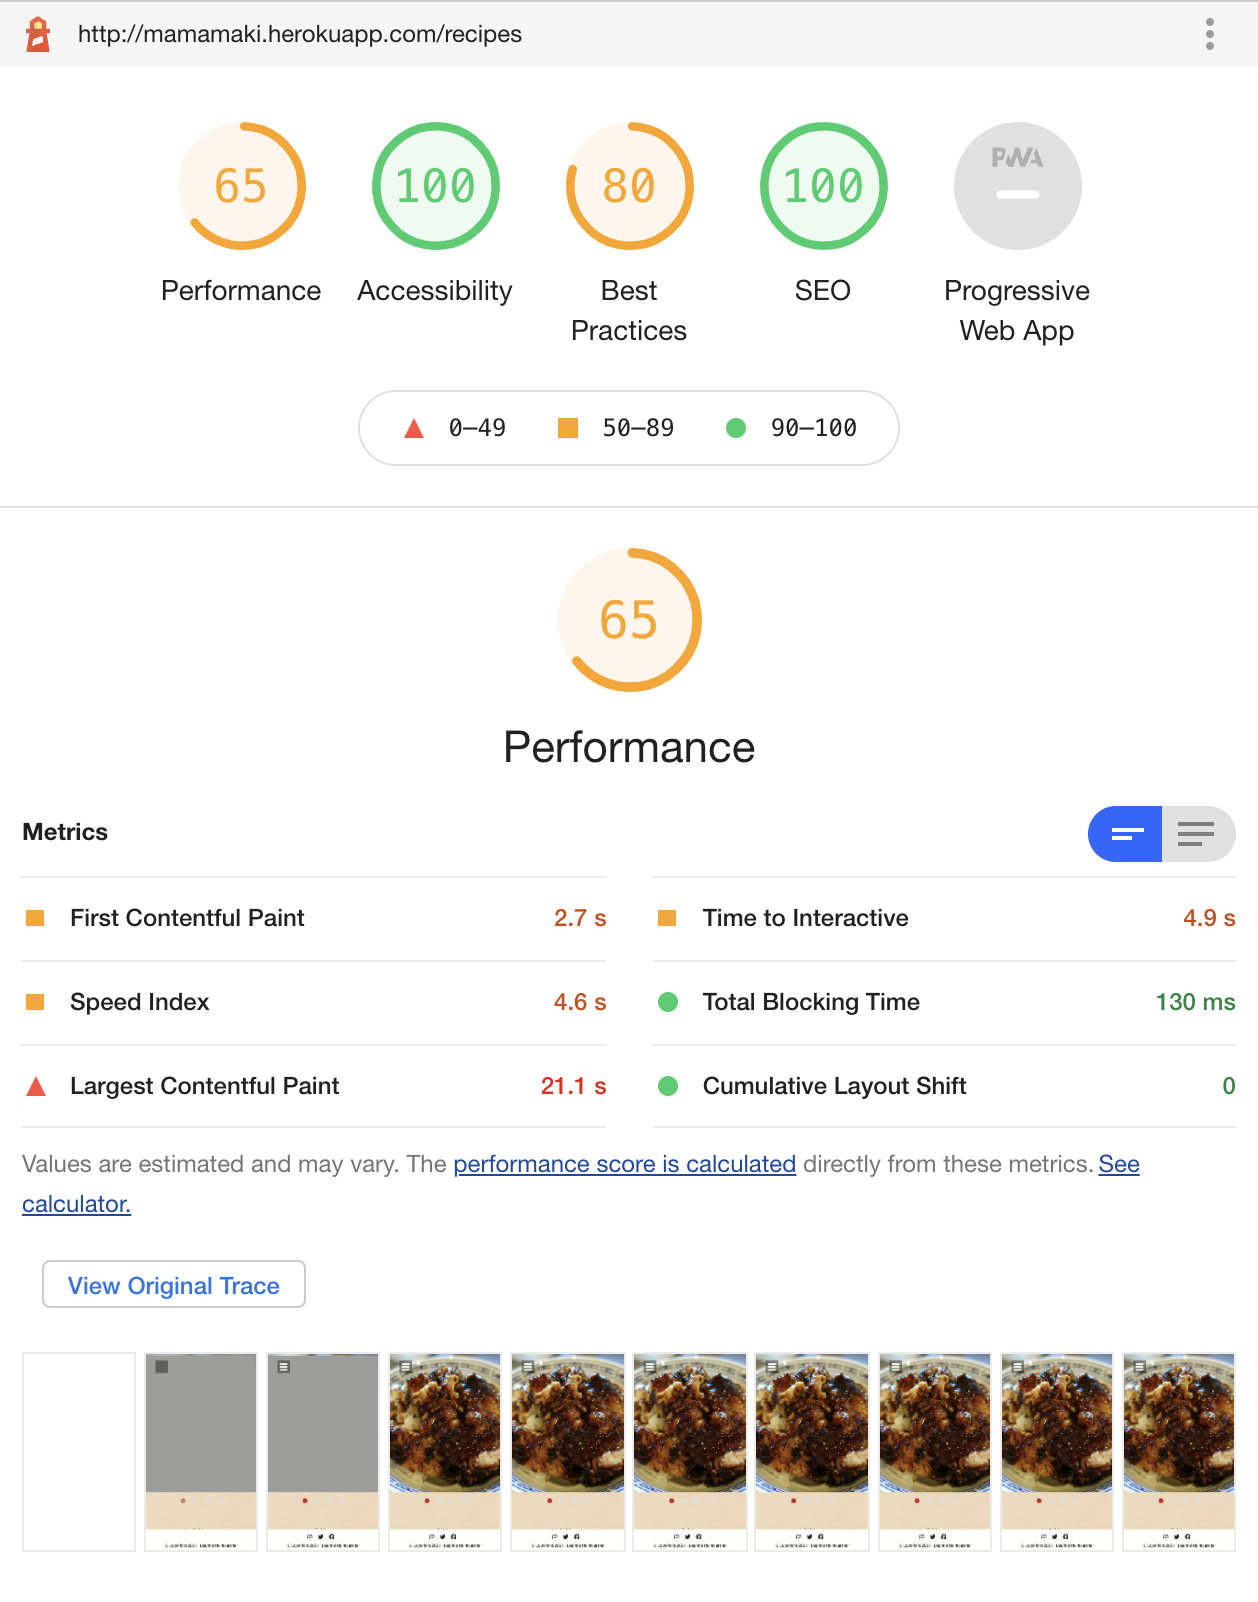 http://mamamaki.herokuapp.com/recipes
65
100
80
100
PWA
Performance
Accessibility
Best
Practices
SEO
Progressive
Web App
0–49
50–89
90–100
65
Performance
Metrics
First Contentful Paint
2.7 s
Time to Interactive
4.9 s
Speed Index
4.6 s
Total Blocking Time
130 ms
Largest Contentful Paint
21.1 s
Cumulative Layout Shift
0
Values are estimated and may vary. The performance score is calculated directly from these metrics. See
calculator.
View Original Trace